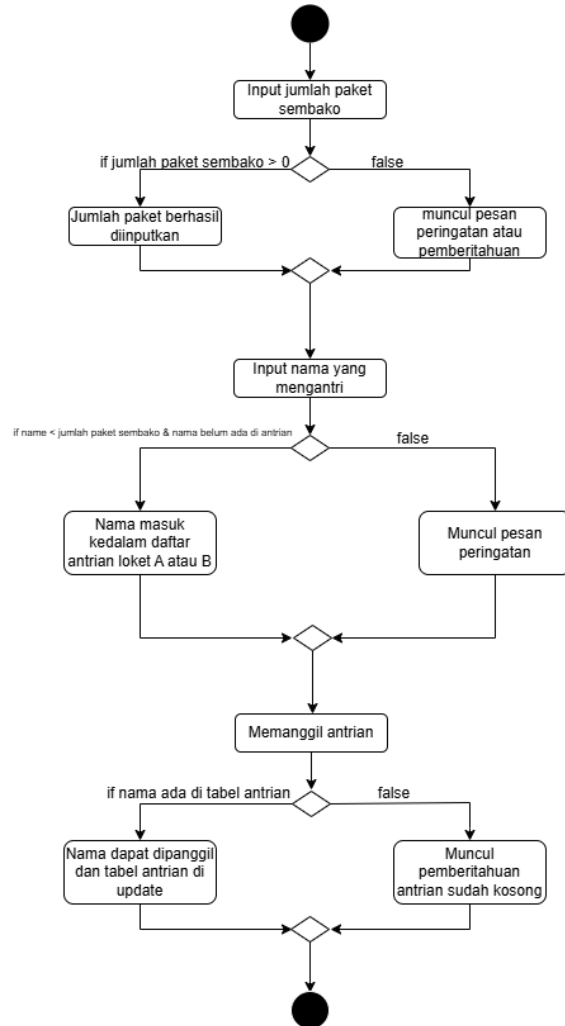 Input jumlah paket
sembako
if jumlah paket sembako > 0
false
Jumlah paket berhasil
diinputkan
muncul pesan
peringatan atau
pemberitahuan
Input nama yang
mengantri
if name < jumlah paket sembako & nama belum ada di antrian
false
Nama masuk
kedalam daftar
antrian loket A atau B
Muncul pesan
peringatan
Memanggil antrian
if nama ada di tabel antrian
false
Nama dapat dipanggil
dan tabel antrian di
update
Muncul
pemberitahuan
antrian sudah kosong